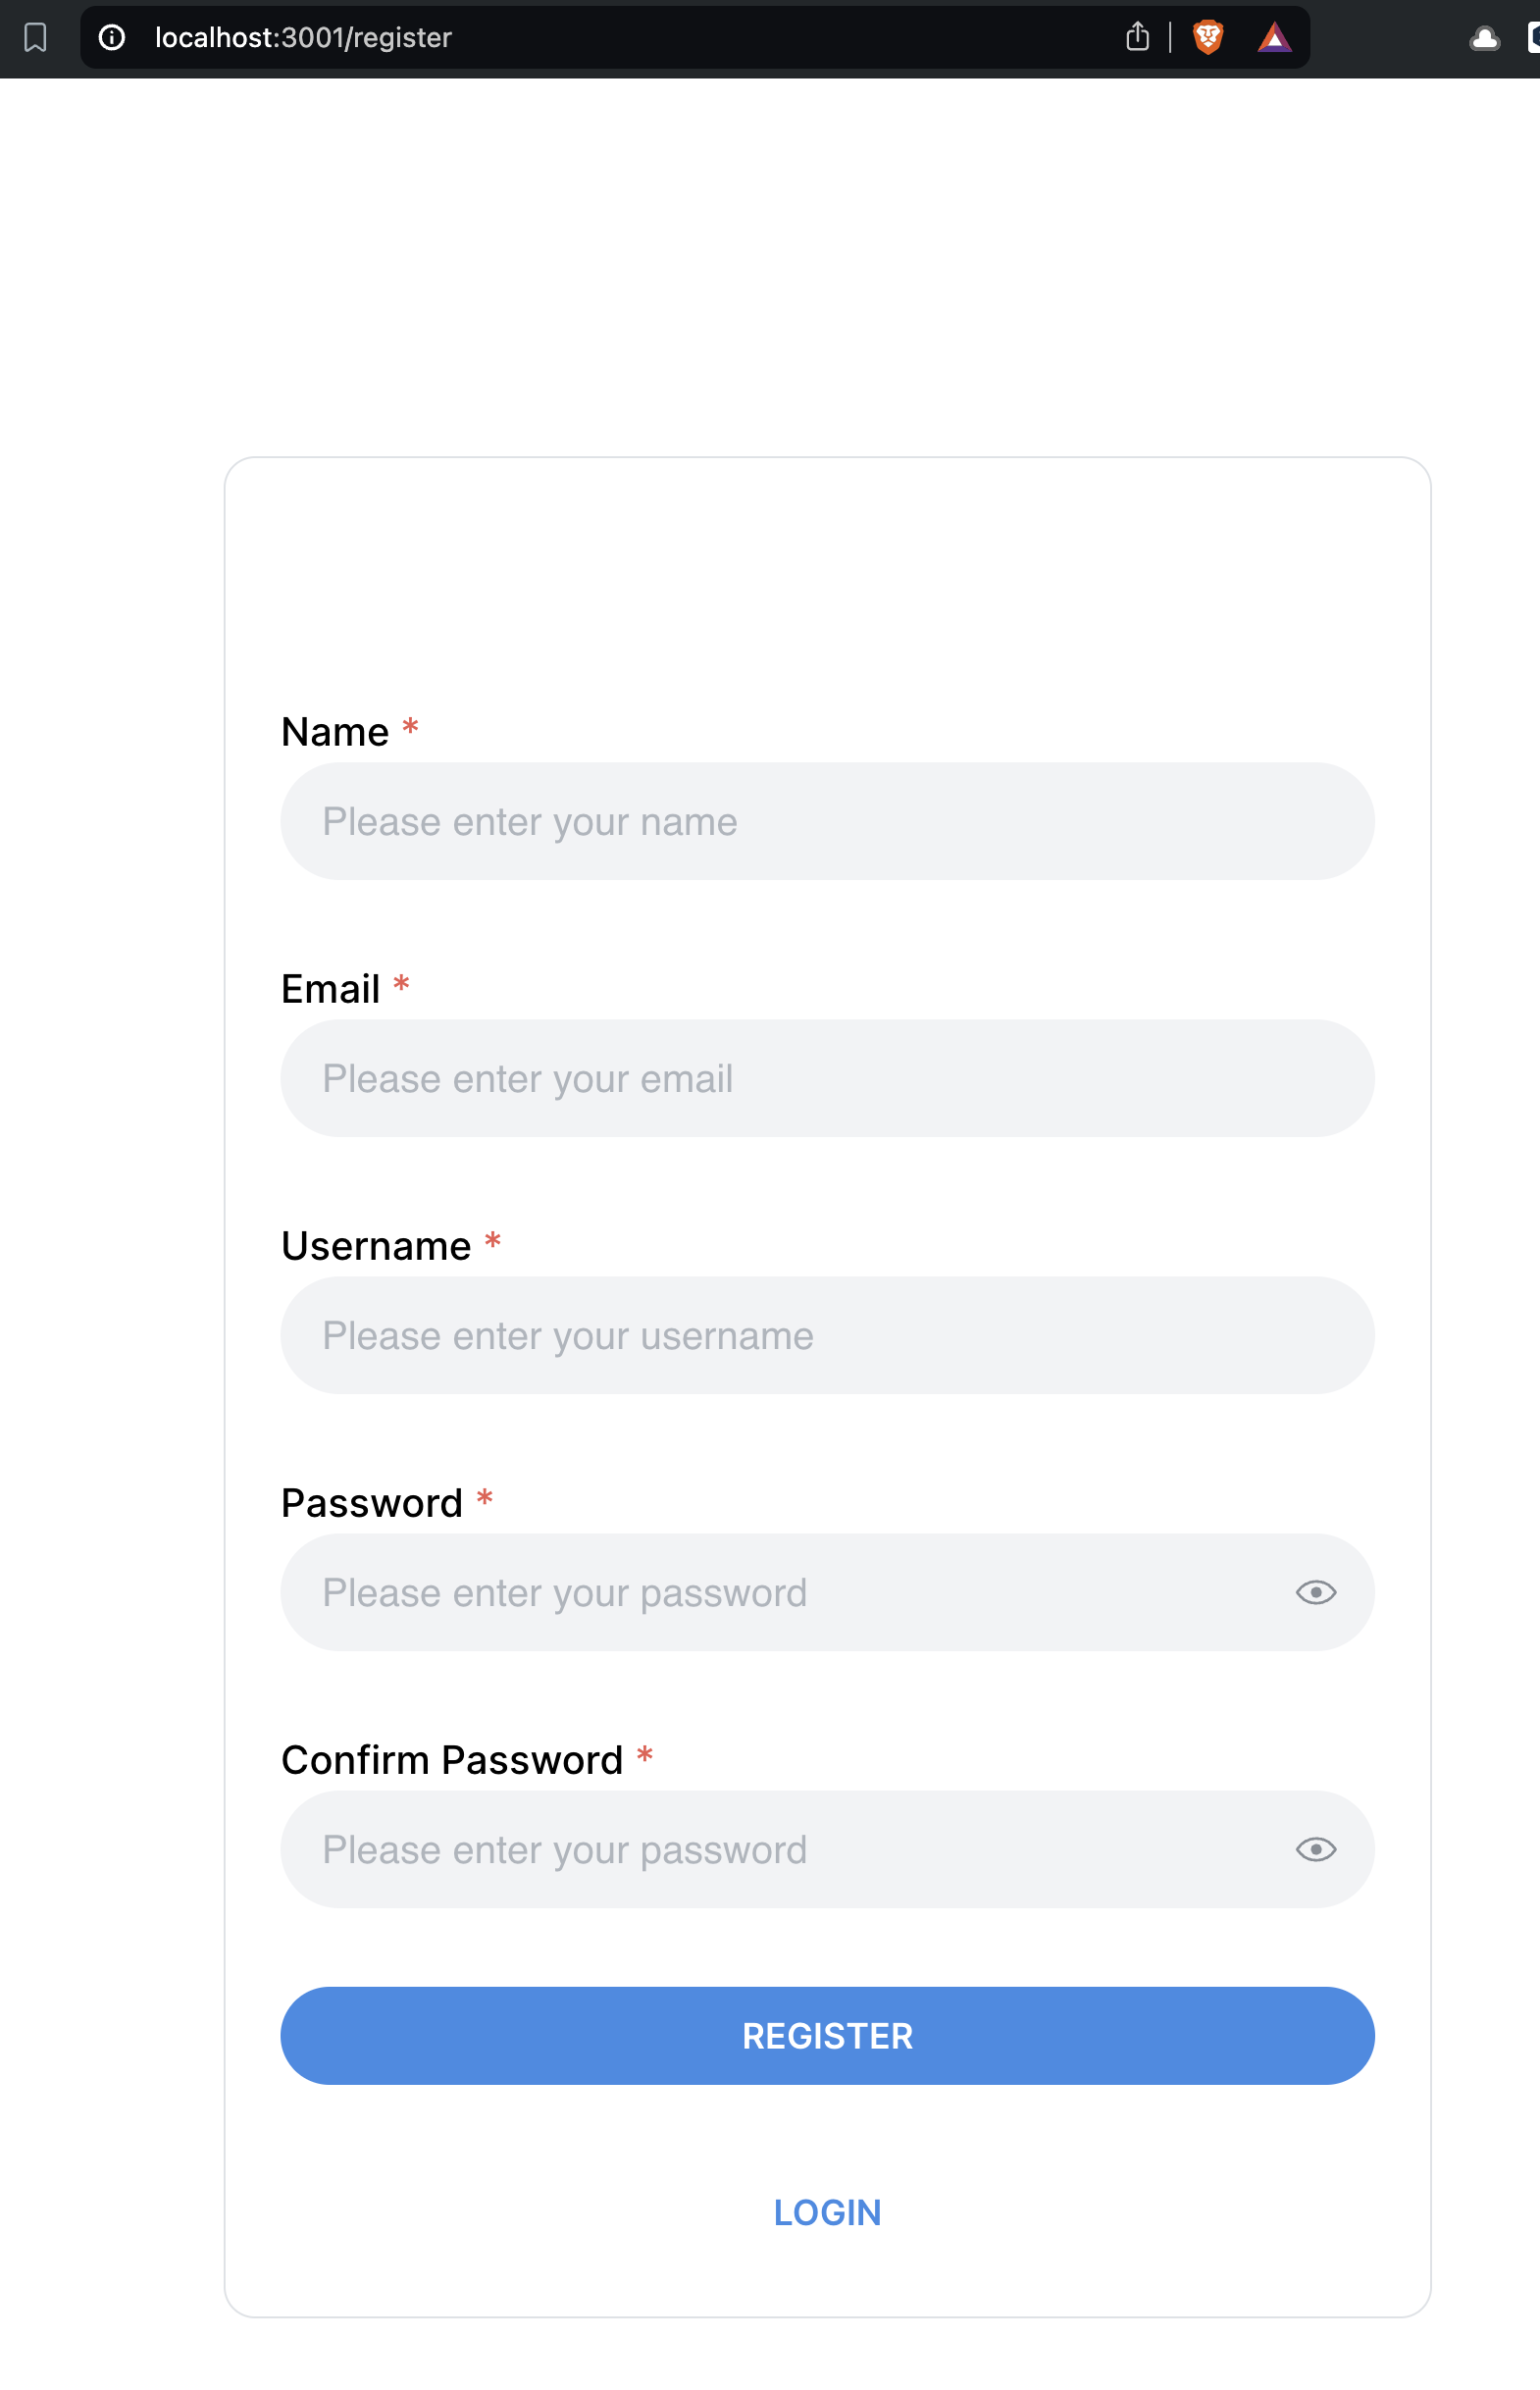 localhost:3001/register
Name *
Please enter your name
Email *
Please enter your email
Username *
Please enter your username
Password *
Please enter your password
Confirm Password *
Please enter your password
REGISTER
LOGIN